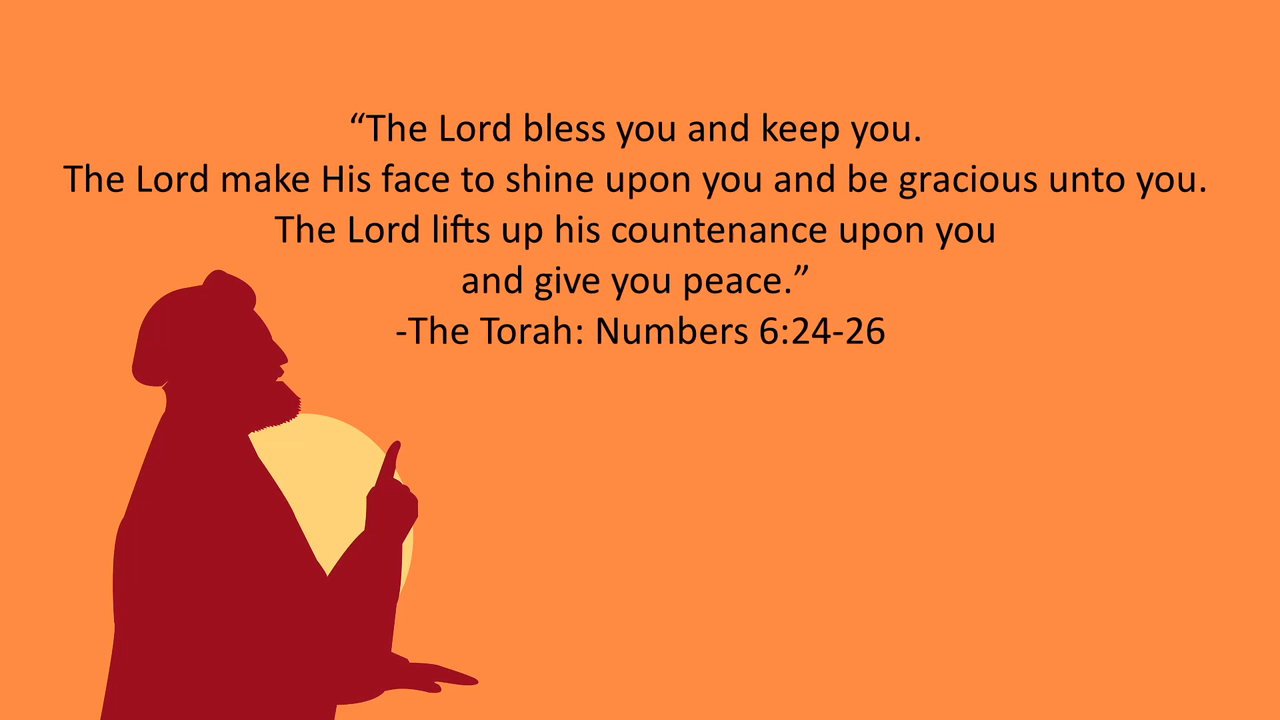 “The Lord bless you and keep you.
The Lord make His face to shine upon you and be gracious unto you.
The Lord lifts up his countenance upon you
and give you peace.”
-The Torah: Numbers 6:24-26